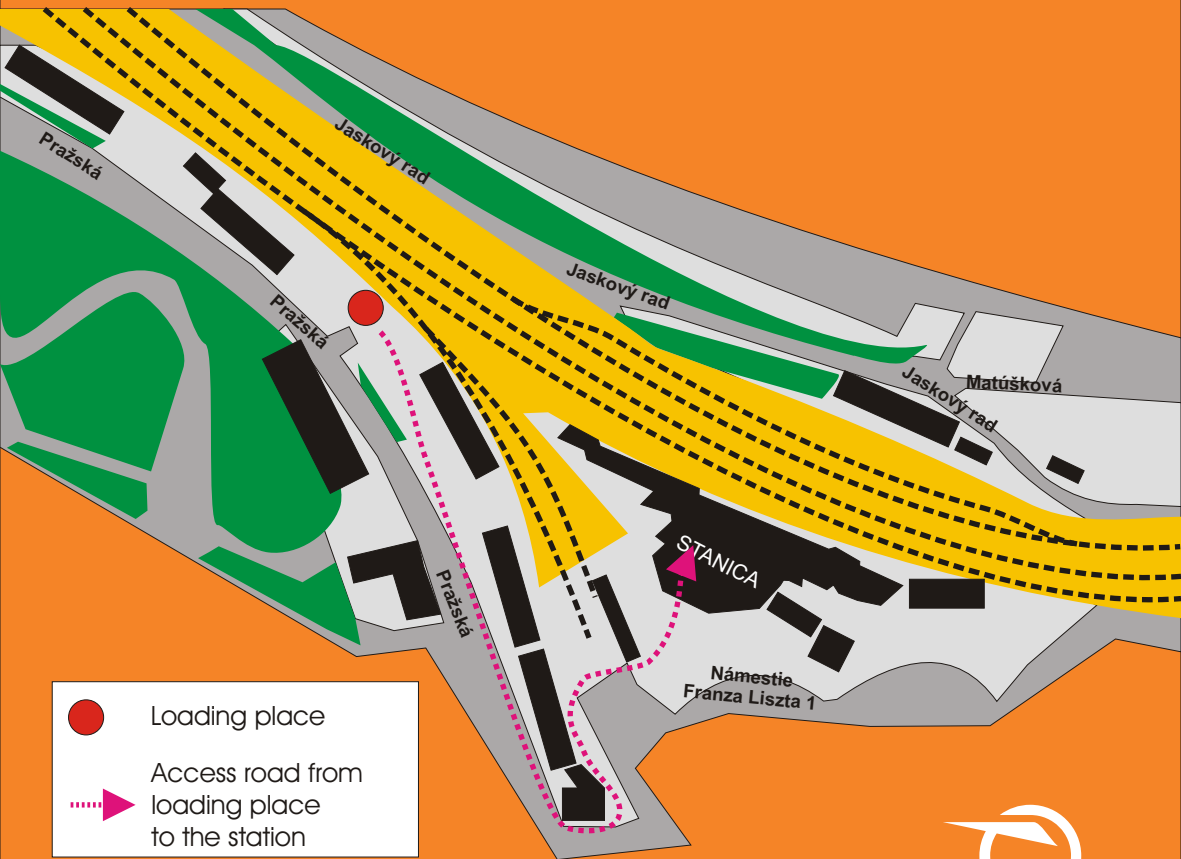 Jaskový rad
Pražská
Jaskový rad
Pražská
Jaskový rad
Matúškova
STANICA
Pražská
Námestie
Franza Liszta 1
Loading place
Access road from
loading place
to the station